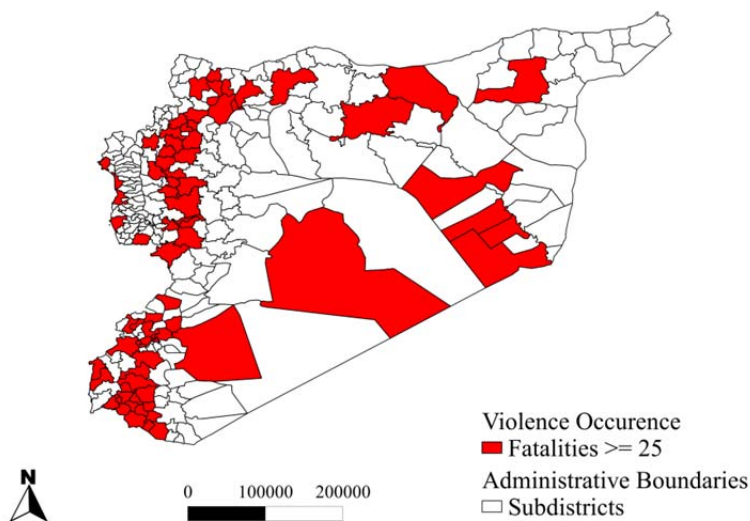 Violence Occurence
Fatalities >= 25
Administrative Boundaries
Subdistricts
N
0 100000 200000